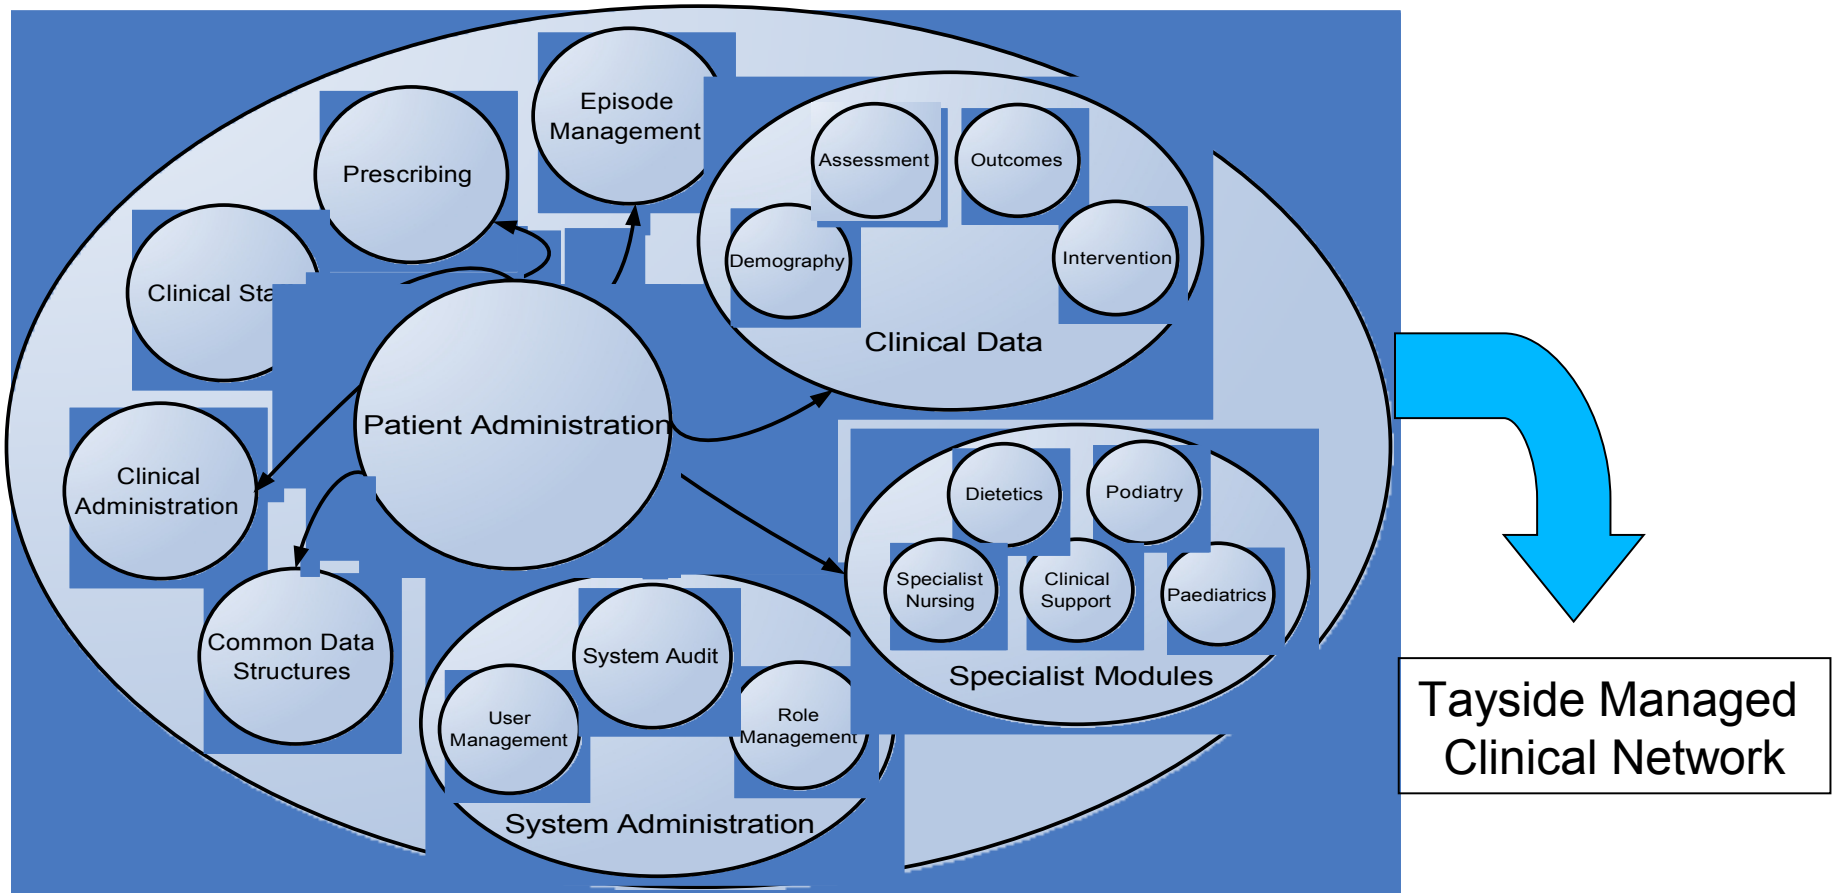 Episode
Management
Prescribing
Assessment
Outcomes
Demography
Intervention
Clinical Data
Clinical
Patient Administration
Clinical
Administration
Dietetics
Podiatry
Specialist
Nursing
Clinical
Support
Paediatrics
Specialist Modules
Common Data
Structures
System Audit
User
Management
Role
Management
System Administration
Tayside Managed
Clinical Network